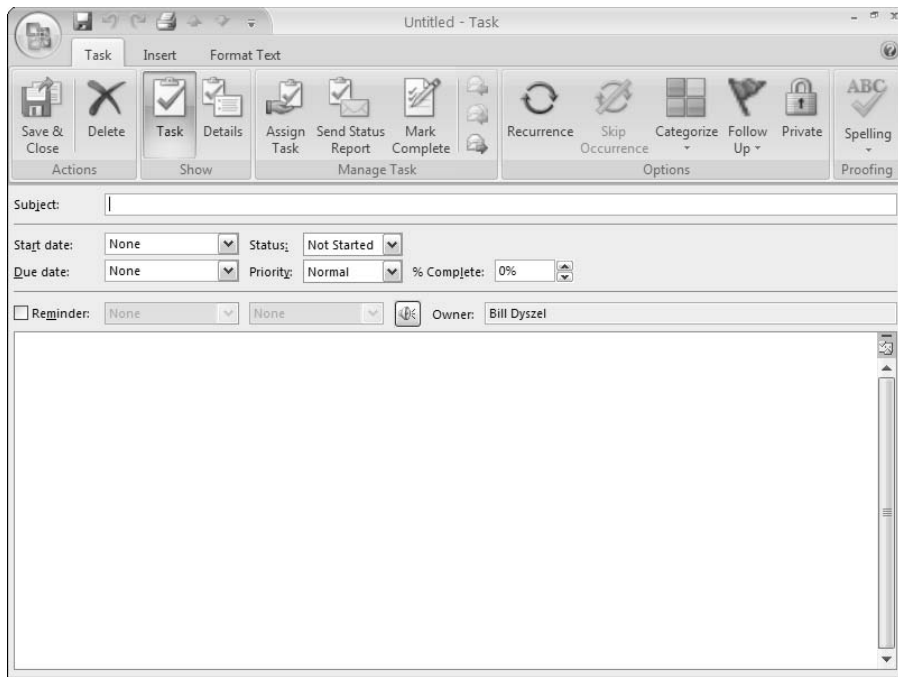 Untitled - Task
Task Insert Format Text
Save & Close Delete Task Details Assign Task Send Status Report Mark Complete Recurrence Skip Occurrence Categorize Follow Up ABC Private Spelling
Actions Show Manage Task Options Proofing
Subject:
Start date: None Status: Not Started
Due date: None Priority: Normal % Complete: 0%
Reminder: None None Owner: Bill Dyszel